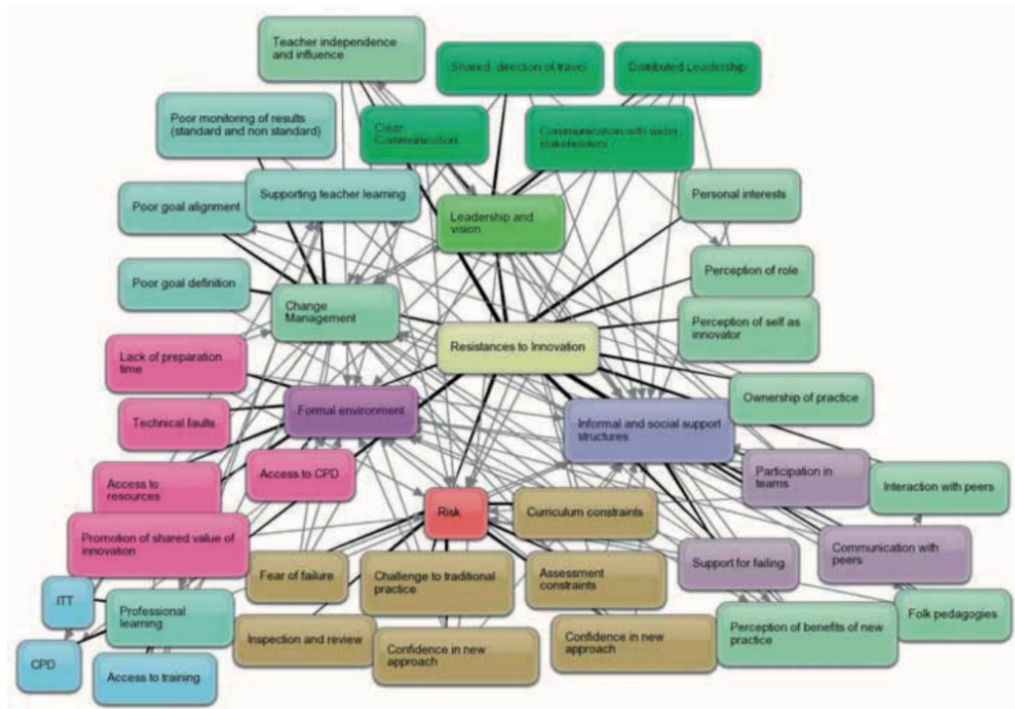 Teacher independence
and influence
Shared, direction of travel
Distributed Leadership
Poor monitoring of results
(standard and non standard)
Clear
Communication
Communication with wider
stakeholders
Poor goal alignment
Supporting teacher learning
Leadership and
vision
Personal interests
Perception of role
Poor goal definition
Change
Management
Perception of self as
innovator
Resistances to Innovation
Lack of preparation
time
Ownership of practice
Technical faults
Formal environment
Informal and social support
structures
Access to
resources
Access to CPD
Participation in
teams
Interaction with peers
Risk
Curriculum constraints
Promotion of shared value of
innovation
Communication with
peers
Fear of failure
Challenge to traditional
practice
Assessment
constraints
Support for failing
ITT
Professional
learning
Folk pedagogies
Inspection and review
Confidence in new
approach
Confidence in new
approach
Perception of benefits of new
practice
CPD
Access to training